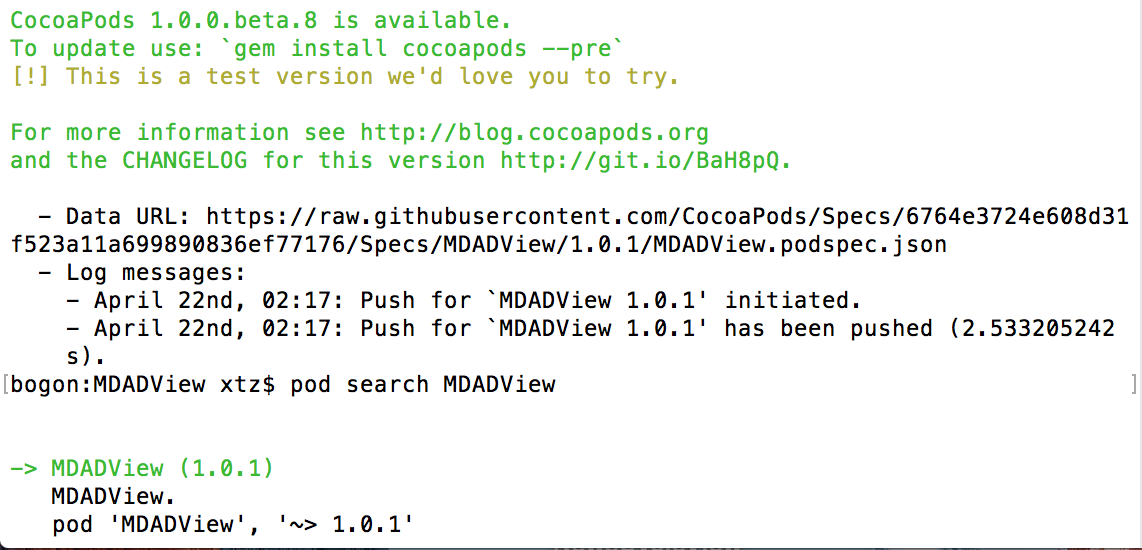 CocoaPods 1.0.0.beta.8 is available.
To update use: `gem install cocoapods --pre`
[!] This is a test version we'd love you to try.
For more information see http://blog.cocoapods.org
and the CHANGELOG for this version http://git.io/BaH8pQ.
- Data URL: https://raw.githubusercontent.com/CocoaPods/Specs/6764e3724e608d31
f523a11a699890836ef77176/Specs/MDADView/1.0.1/MDADView.podspec.json
- Log messages:
- April 22nd, 02:17: Push for `MDADView 1.0.1' initiated.
- April 22nd, 02:17: Push for `MDADView 1.0.1' has been pushed (2.533205242
s).
[bogon:MDADView xtz$ pod search MDADView ]
-> MDADView (1.0.1)
MDADView.
pod 'MDADView', '~> 1.0.1'